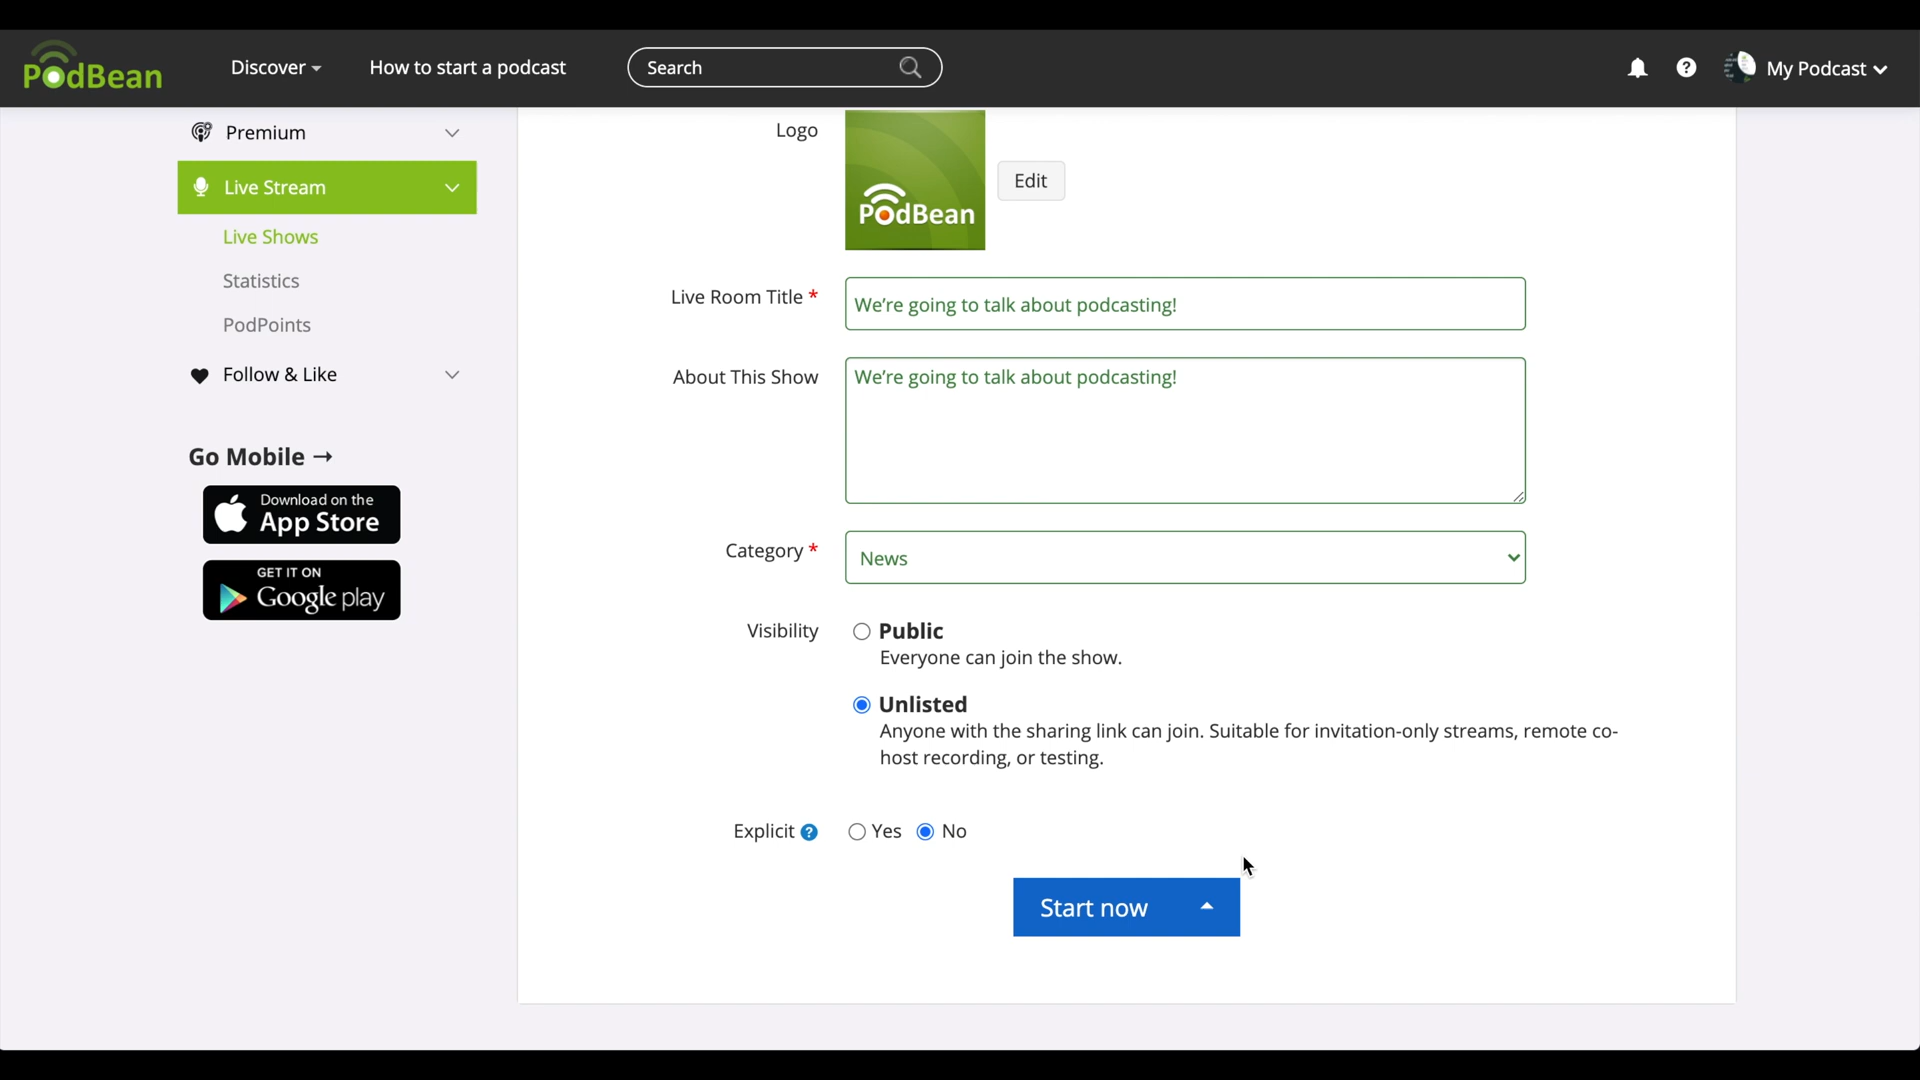 PodBean
Discover
How to start a podcast
Search
My Podcast
Premium
Live Stream
Live Shows
Statistics
PodPoints
Follow & Like
Go Mobile →
Download on the
App Store
GET IT ON
Google play
Logo
PodBean
Edit
Live Room Title *
We're going to talk about podcasting!
About This Show
We're going to talk about podcasting!
Category *
News
Visibility
Public
Everyone can join the show.
Unlisted
Anyone with the sharing link can join. Suitable for invitation-only streams, remote co-
host recording, or testing.
Explicit ?
Yes
No
Start now